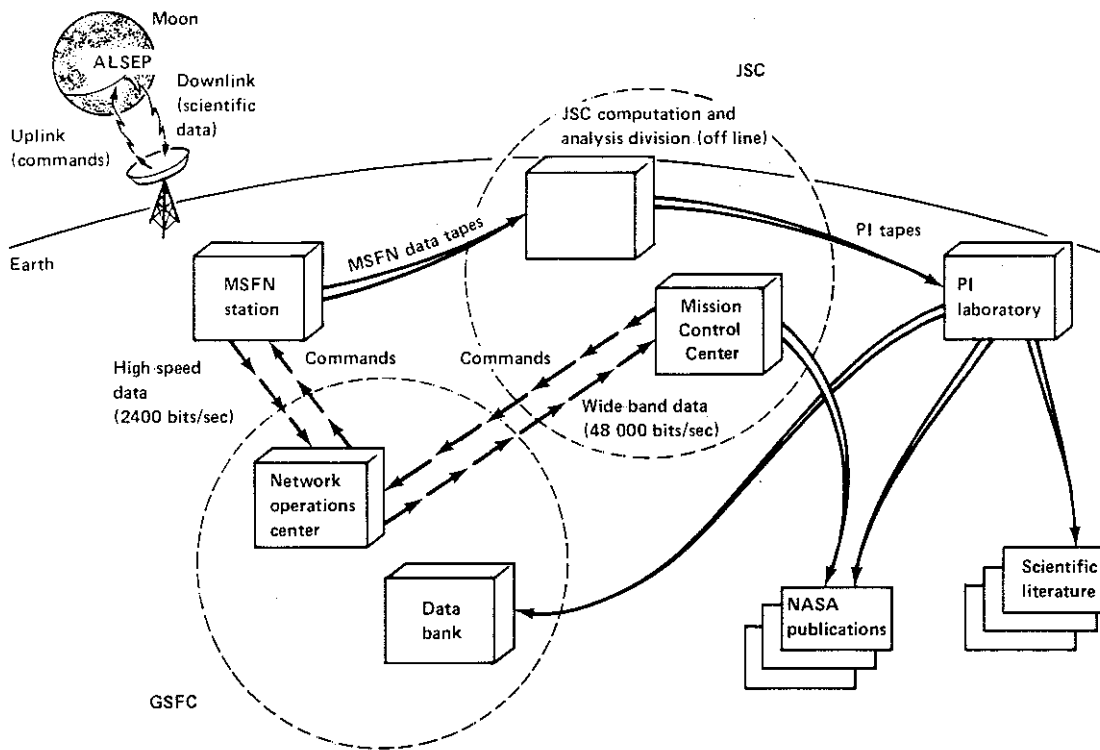 Moon
ALSEP
Downlink
(scientific
data)
Uplink
(commands)
JSC
JSC computation and
analysis division (off line)
Earth
MSFN
station
MSFN data tapes
PI tapes
PI
laboratory
Mission
Control
Center
High-speed
data
(2400 bits/sec)
Commands
Commands
Wide-band data
(48 000 bits/sec)
Network
operations
center
Data
bank
NASA
publications
Scientific
literature
GSFC